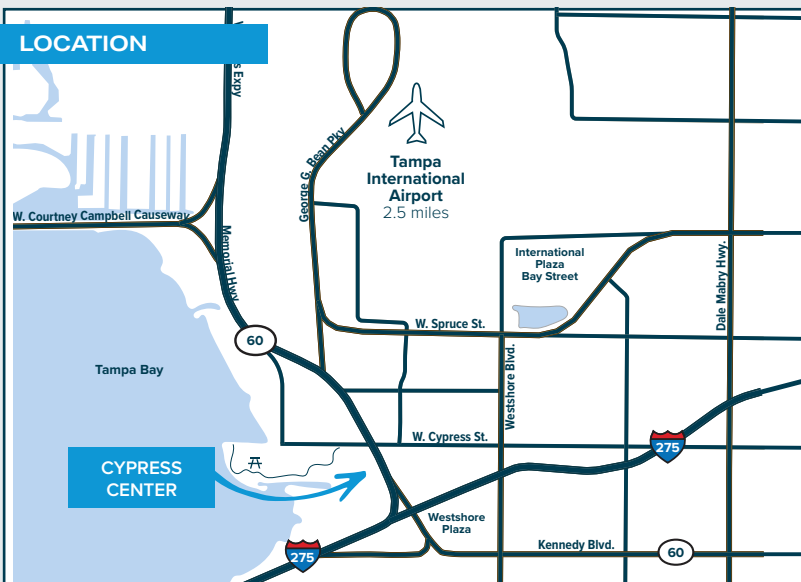 LOCATION
s Expy
George G. Bean Pky
Tampa
International
Airport
2.5 miles
W. Courtney Campbell Causeway
Memorial Hwy
International
Plaza
Bay Street
Dale Mabry Hwy.
W. Spruce St.
60
Westshore Blvd.
Tampa Bay
W. Cypress St.
275
CYPRESS
CENTER
Westshore
Plaza
Kennedy Blvd.
60
275